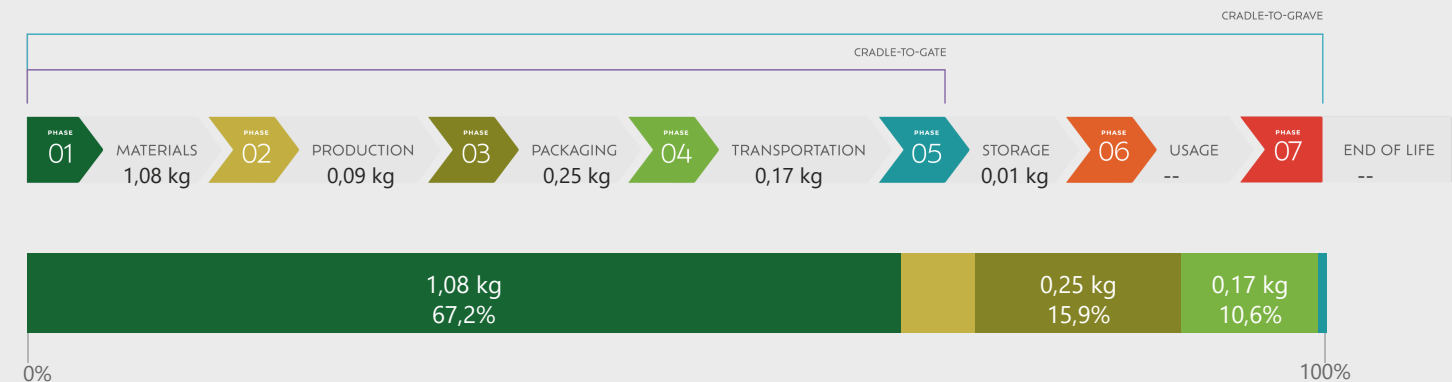 CRADLE-TO-GRAVE
CRADLE-TO-GATE
PHASE
01
MATERIALS
1,08 kg
PHASE
02
PRODUCTION
0,09 kg
PHASE
03
PACKAGING
0,25 kg
PHASE
04
TRANSPORTATION
0,17 kg
PHASE
05
STORAGE
0,01 kg
PHASE
06
USAGE
--
PHASE
07
END OF LIFE
--
1,08 kg
67,2%
0,25 kg
15,9%
0,17 kg
10,6%
0%
100%